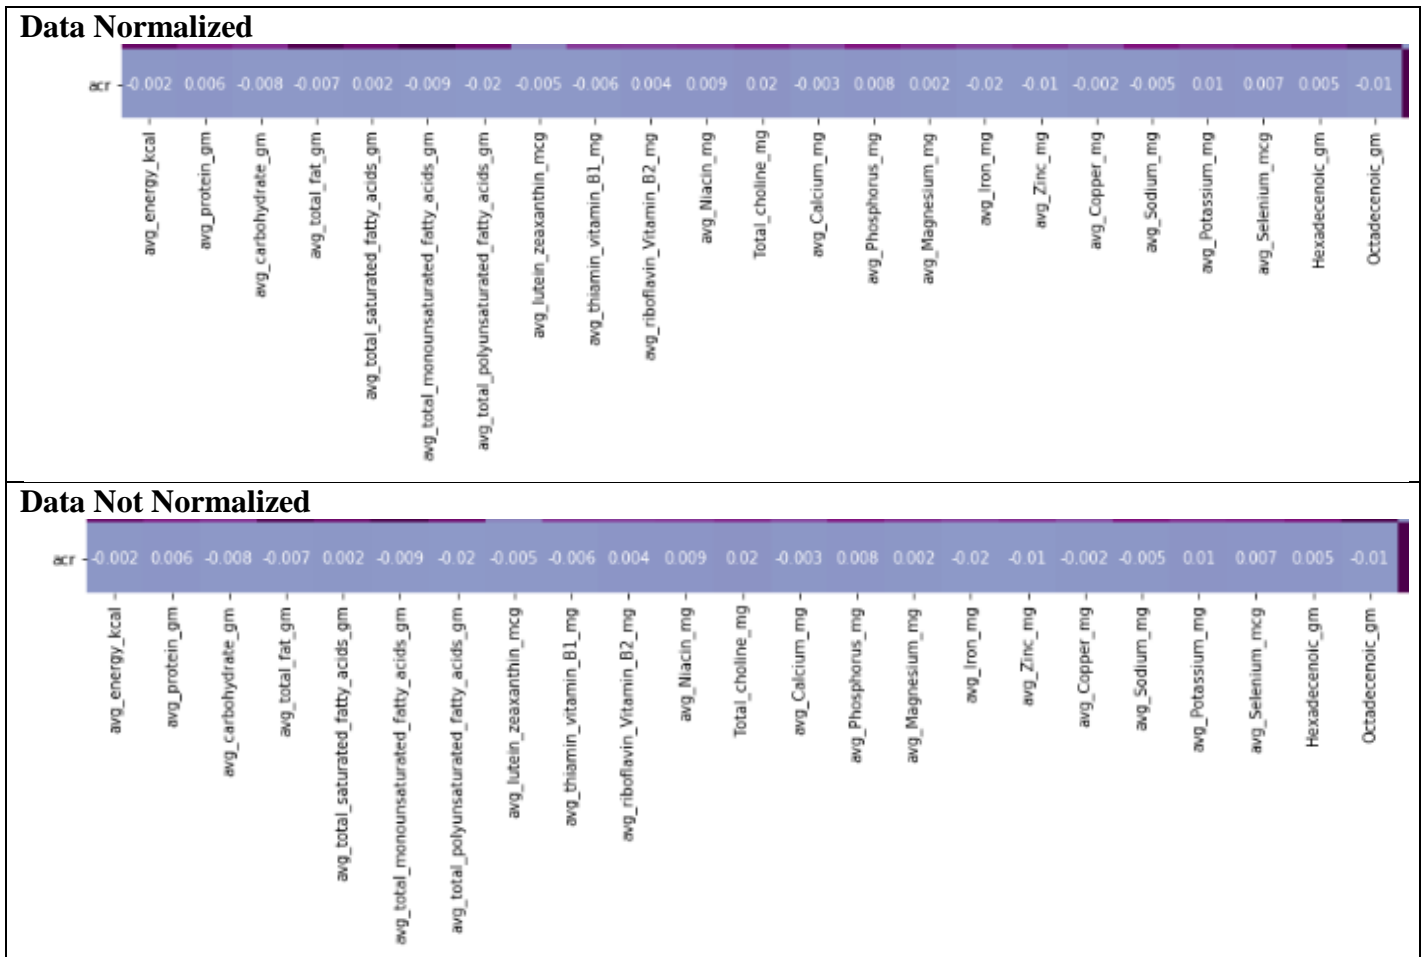 Data Normalized
acr -0.002 0.006 -0.008 -0.007 0.002 -0.009 -0.02 -0.005 -0.006 0.004 0.009 0.02 -0.003 0.008 0.002 -0.02 -0.01 -0.002 -0.005 0.01 0.007 0.005 -0.01
avg_energy_kcal
avg_protein_gm
avg_carbohydrate_gm
avg_total_fat_gm
avg_total_saturated_fatty_acids_gm
avg_total_monounsaturated_fatty_acids_gm
avg_total_polyunsaturated_fatty_acids_gm
avg_lutein_zeaxanthin_mcg
avg_thiamin_vitamin_B1_mg
avg_riboflavin_Vitamin_B2_mg
avg_Niacin_mg
Total_choline_mg
avg_Calcium_mg
avg_Phosphorus_mg
avg_Magnesium_mg
avg_Iron_mg
avg_Zinc_mg
avg_Copper_mg
avg_Sodium_mg
avg_Potassium_mg
avg_Selenium_mcg
Hexadecenoic_gm
Octadecenoic_gm
Data Not Normalized
acr -0.002 0.006 -0.008 -0.007 0.002 -0.009 -0.02 -0.005 -0.006 0.004 0.009 0.02 -0.003 0.008 0.002 -0.02 -0.01 -0.002 -0.005 0.01 0.007 0.005 -0.01
avg_energy_kcal
avg_protein_gm
avg_carbohydrate_gm
avg_total_fat_gm
avg_total_saturated_fatty_acids_gm
avg_total_monounsaturated_fatty_acids_gm
avg_total_polyunsaturated_fatty_acids_gm
avg_lutein_zeaxanthin_mcg
avg_thiamin_vitamin_B1_mg
avg_riboflavin_Vitamin_B2_mg
avg_Niacin_mg
Total_choline_mg
avg_Calcium_mg
avg_Phosphorus_mg
avg_Magnesium_mg
avg_Iron_mg
avg_Zinc_mg
avg_Copper_mg
avg_Sodium_mg
avg_Potassium_mg
avg_Selenium_mcg
Hexadecenoic_gm
Octadecenoic_gm